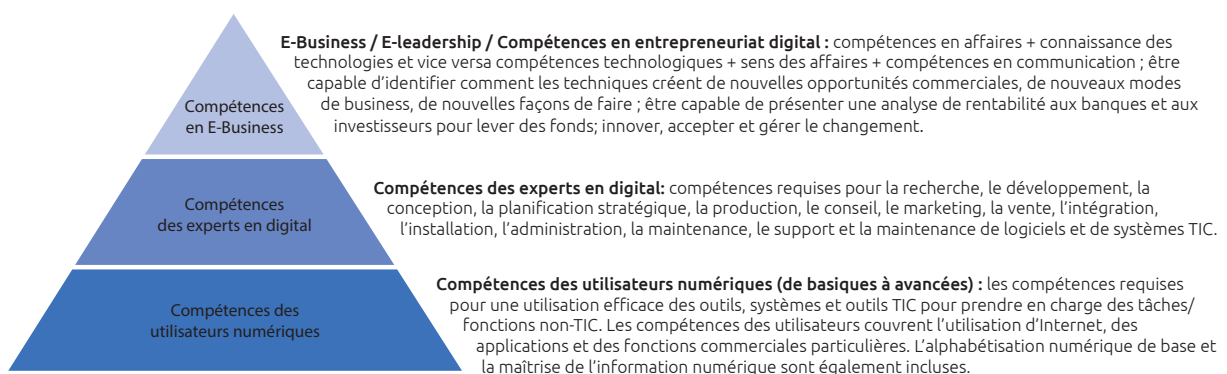 E-Business / E-leadership / Compétences en entrepreneuriat digital : compétences en affaires + connaissance des
technologies et vice versa compétences technologiques + sens des affaires + compétences en communication ; être
capable d'identifier comment les techniques créent de nouvelles opportunités commerciales, de nouveaux modes
de business, de nouvelles façons de faire ; être capable de présenter une analyse de rentabilité aux banques et aux
investisseurs pour lever des fonds; innover, accepter et gérer le changement.
Compétences
en E-Business
Compétences des experts en digital: compétences requises pour la recherche, le développement, la
conception, la planification stratégique, la production, le conseil, le marketing, la vente, l'intégration,
l'installation, l'administration, la maintenance, le support et la maintenance de logiciels et de systèmes TIC.
Compétences
des experts en digital
Compétences des utilisateurs numériques (de basiques à avancées) : les compétences requises
pour une utilisation efficace des outils, systèmes et outils TIC pour prendre en charge des tâches/
fonctions non-TIC. Les compétences des utilisateurs couvrent l'utilisation d'Internet, des
applications et des fonctions commerciales particulières. L'alphabétisation numérique de base et
la maîtrise de l'information numérique sont également incluses.
Compétences des
utilisateurs numériques